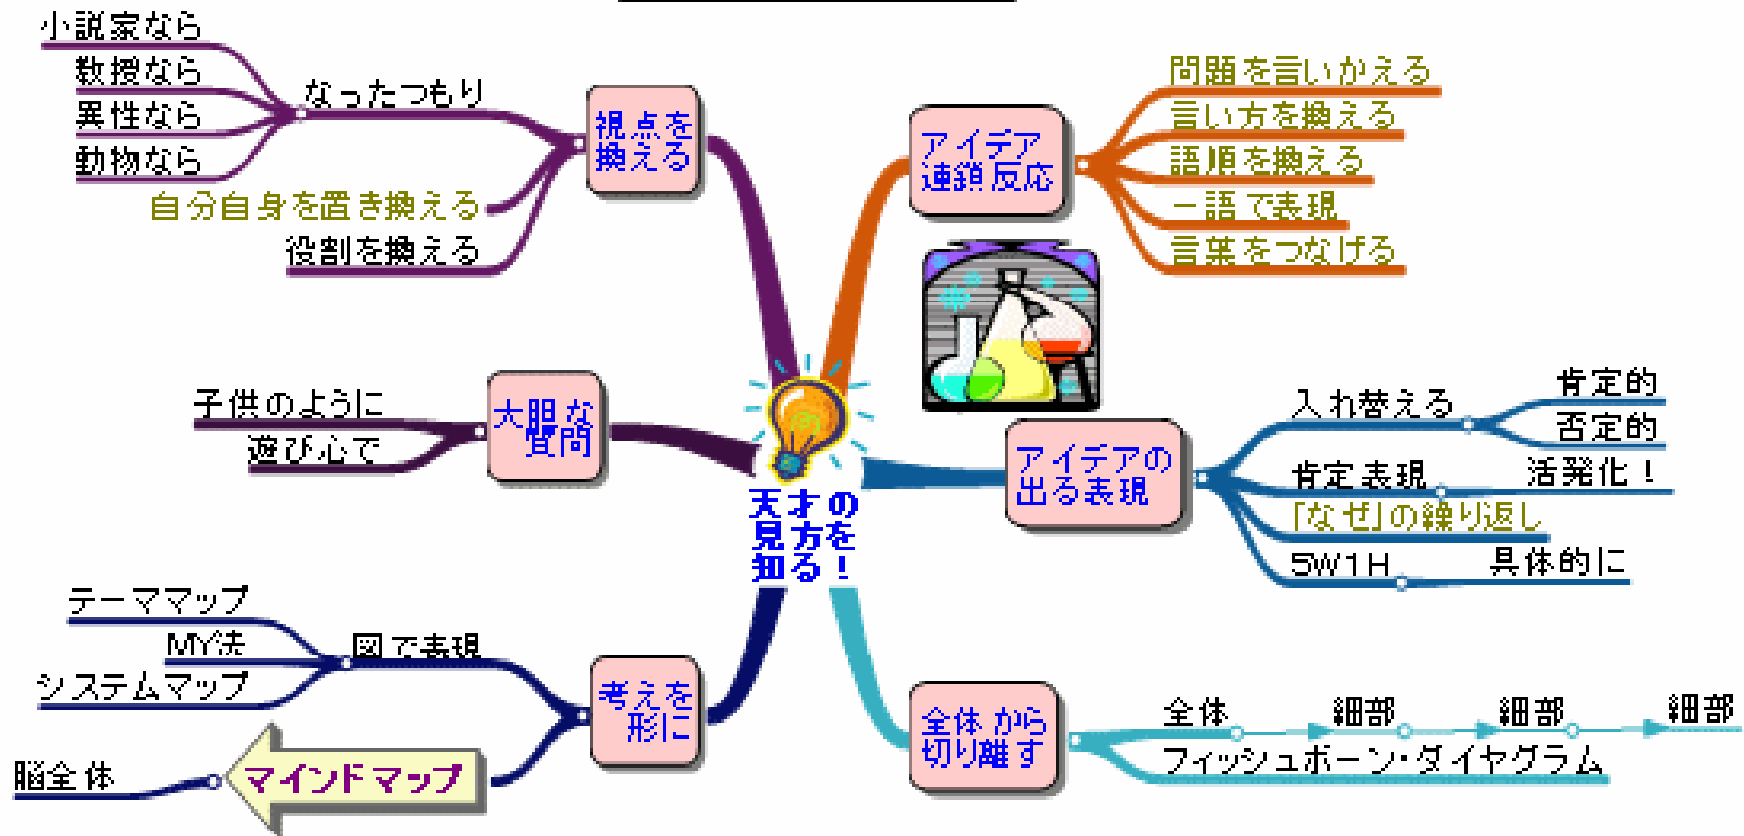 小説家なら
数授なら
異性なら
動物なら
なったつもり
自分自身を置き換える
役割を換える
視点を
換える
アイデア
連鎖反応
問題を言いかえる
言い方を換える
語順を換える
一語で表現
言葉をつなげる
子供のように
遊び心で
大胆な
質問
天才の
見方を
知る！
アイデアの
出る表現
入れ替える
肯定的
否定的
肯定表現
活発化！
「なぜ」の繰り返し
5W1H
具体的に
テーママップ
MY法
システムマップ
図で表現
考えを
形に
マインドマップ
脳全体
全体から
切り離す
全体
細部
細部
細部
フィッシュボーン・ダイヤグラム